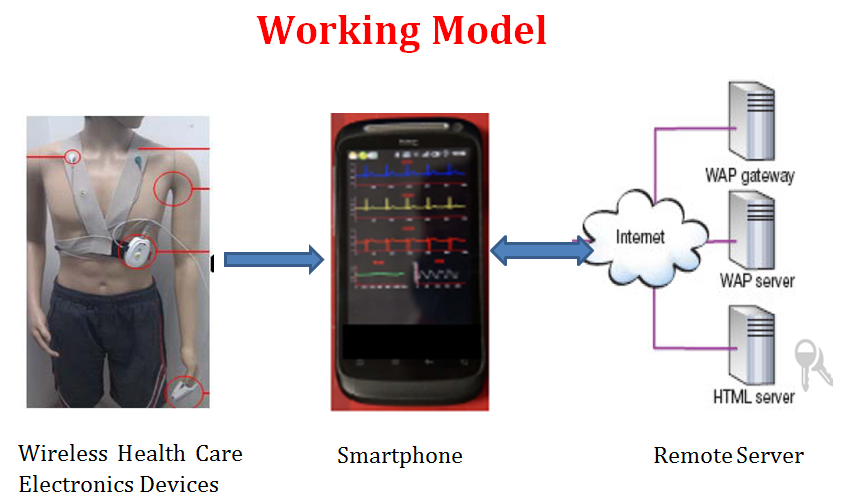 Working Model
WAP gateway
Internet
WAP server
HTML server
Wireless Health Care
Electronics Devices
Smartphone
Remote Server